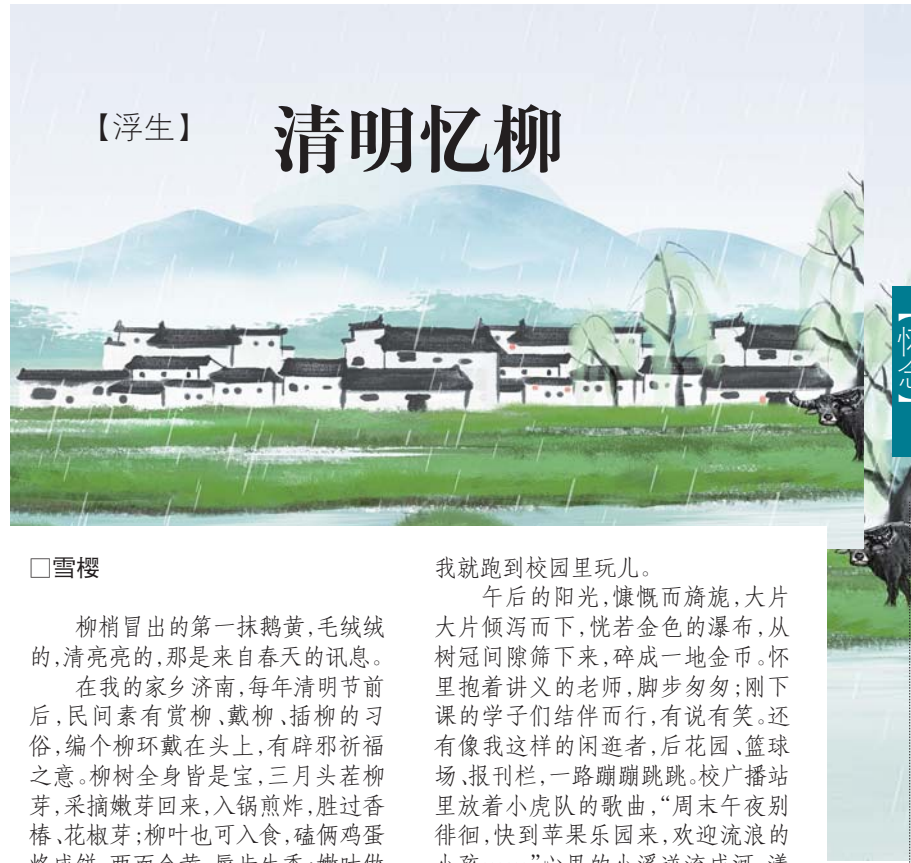 【浮生】
清明忆柳
□雪樱
柳梢冒出的第一抹鹅黄,毛绒绒
的,清亮亮的,那是来自春天的讯息。
在我的家乡济南,每年清明节前
后,民间素有赏柳、戴柳、插柳的习
俗,编个柳环戴在头上,有辟邪祈福
之意。柳树全身皆是宝,三月头茬柳
芽,采摘嫩芽回来,入锅煎炸,胜过香
椿、花椒芽;柳叶也可入食,磕俩鸡蛋
我就跑到校园里玩儿。
午后的阳光,慷慨而旖旎,大片
大片倾泻而下,恍若金色的瀑布,从
树冠间隙筛下来,碎成一地金币。怀
里抱着讲义的老师,脚步匆匆;刚下
课的学子们结伴而行,有说有笑。还
有像我这样的闲逛者,后花园、篮球
场、报刊栏,一路蹦蹦跳跳。校广播站
里放着小虎队的歌曲,“周末午夜别
徘徊,快到苹果乐园来,欢迎流浪的
【怀念】